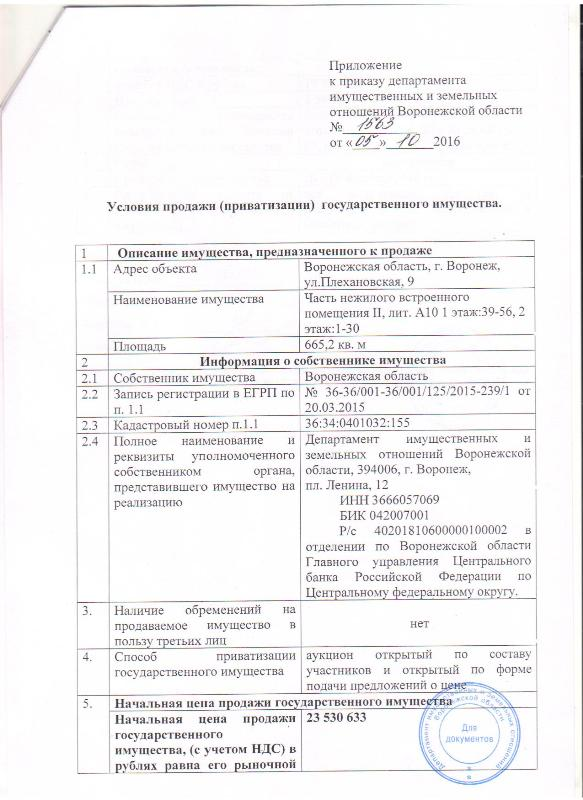 Приложение
к приказу департамента
имущественных и земельных
отношений Воронежской области
№ 1563
от «05» 10 2016
Условия продажи (приватизации) государственного имущества.
1 Описание имущества, предназначенного к продаже
1.1 Адрес объекта Воронежская область, г. Воронеж,
ул.Плехановская, 9
Наименование имущества Часть нежилого встроенного
помещения II, лит. А10 1 этаж:39-56, 2
этаж:1-30
Площадь 665,2 кв. м
2 Информация о собственнике имущества
2.1 Собственник имущества Воронежская область
2.2 Запись регистрации в ЕГРП по № 36-36/001-36/001/125/2015-239/1 от
п. 1.1 20.03.2015
2.3 Кадастровый номер п.1.1 36:34:0401032:155
2.4 Полное наименование и Департамент имущественных и
реквизиты уполномоченного земельных отношений Воронежской
собственником органа, области, 394006, г. Воронеж,
представившего имущество на пл. Ленина, 12
реализацию ИНН 3666057069
БИК 042007001
Р/с 40201810600000100002 в
отделении по Воронежской области
Главного управления Центрального
банка Российской Федерации по
Центральному федеральному округу.
3. Наличие обременений на
продаваемое имущество в нет
пользу третьих лиц
4. Способ приватизации аукцион открытый по составу
государственного имущества участников и открытый по форме
подачи предложений о цене
5. Начальная цена продажи государственного имущества
Начальная цена продажи 23 530 633
государственного
имущества, (с учетом НДС) в
рублях равна его рыночной
Департамент имущественных и земельных отношений
Воронежской области
Для
документов